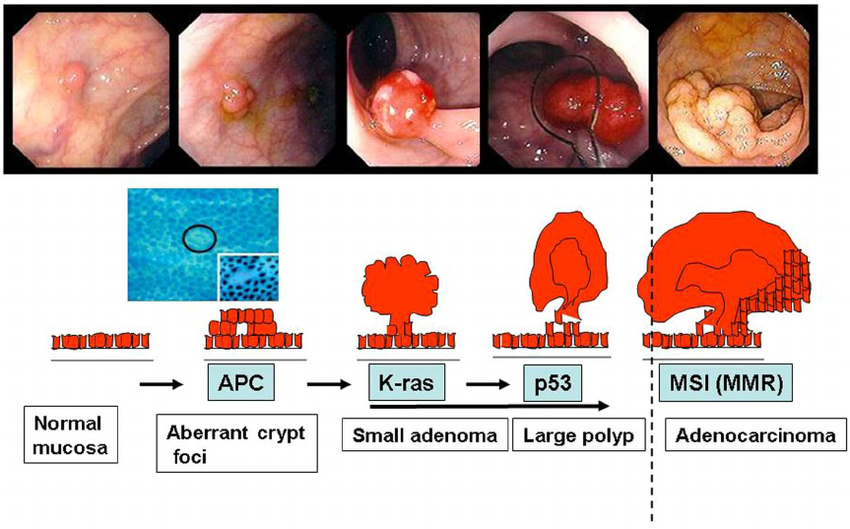 APC
K-ras
p53
MSI (MMR)
Normal
mucosa
Aberrant crypt
foci
Small adenoma
Large polyp
Adenocarcinoma